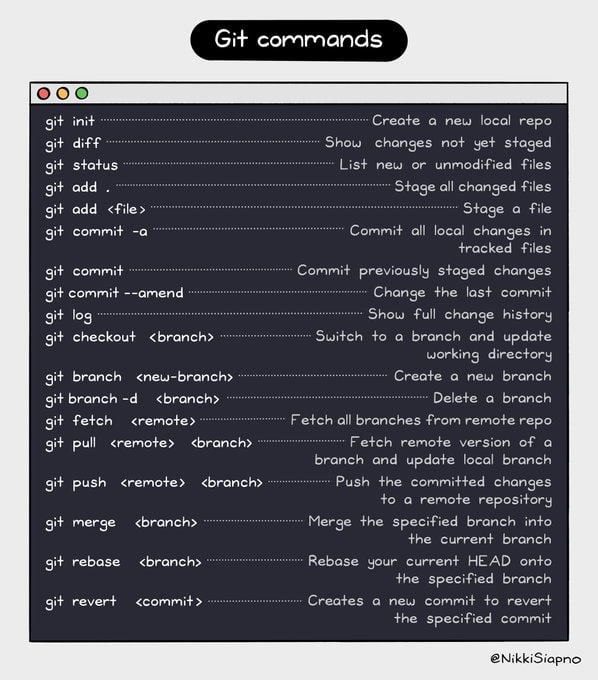 Git commands
git init Create a new local repo
git diff Show changes not yet staged
git status List new or unmodified files
git add . Stage all changed files
git add <file> Stage a file
git commit -a Commit all local changes in
tracked files
git commit Commit previously staged changes
git commit --amend Change the last commit
git log Show full change history
git checkout <branch> Switch to a branch and update
working directory
git branch <new-branch> Create a new branch
git branch -d <branch> Delete a branch
git fetch <remote> Fetch all branches from remote repo
git pull <remote> <branch> Fetch remote version of a
branch and update local branch
git push <remote> <branch> Push the committed changes
to a remote repository
git merge <branch> Merge the specified branch into
the current branch
git rebase <branch> Rebase your current HEAD onto
the specified branch
git revert <commit> Creates a new commit to revert
the specified commit
@NikkiSiapno